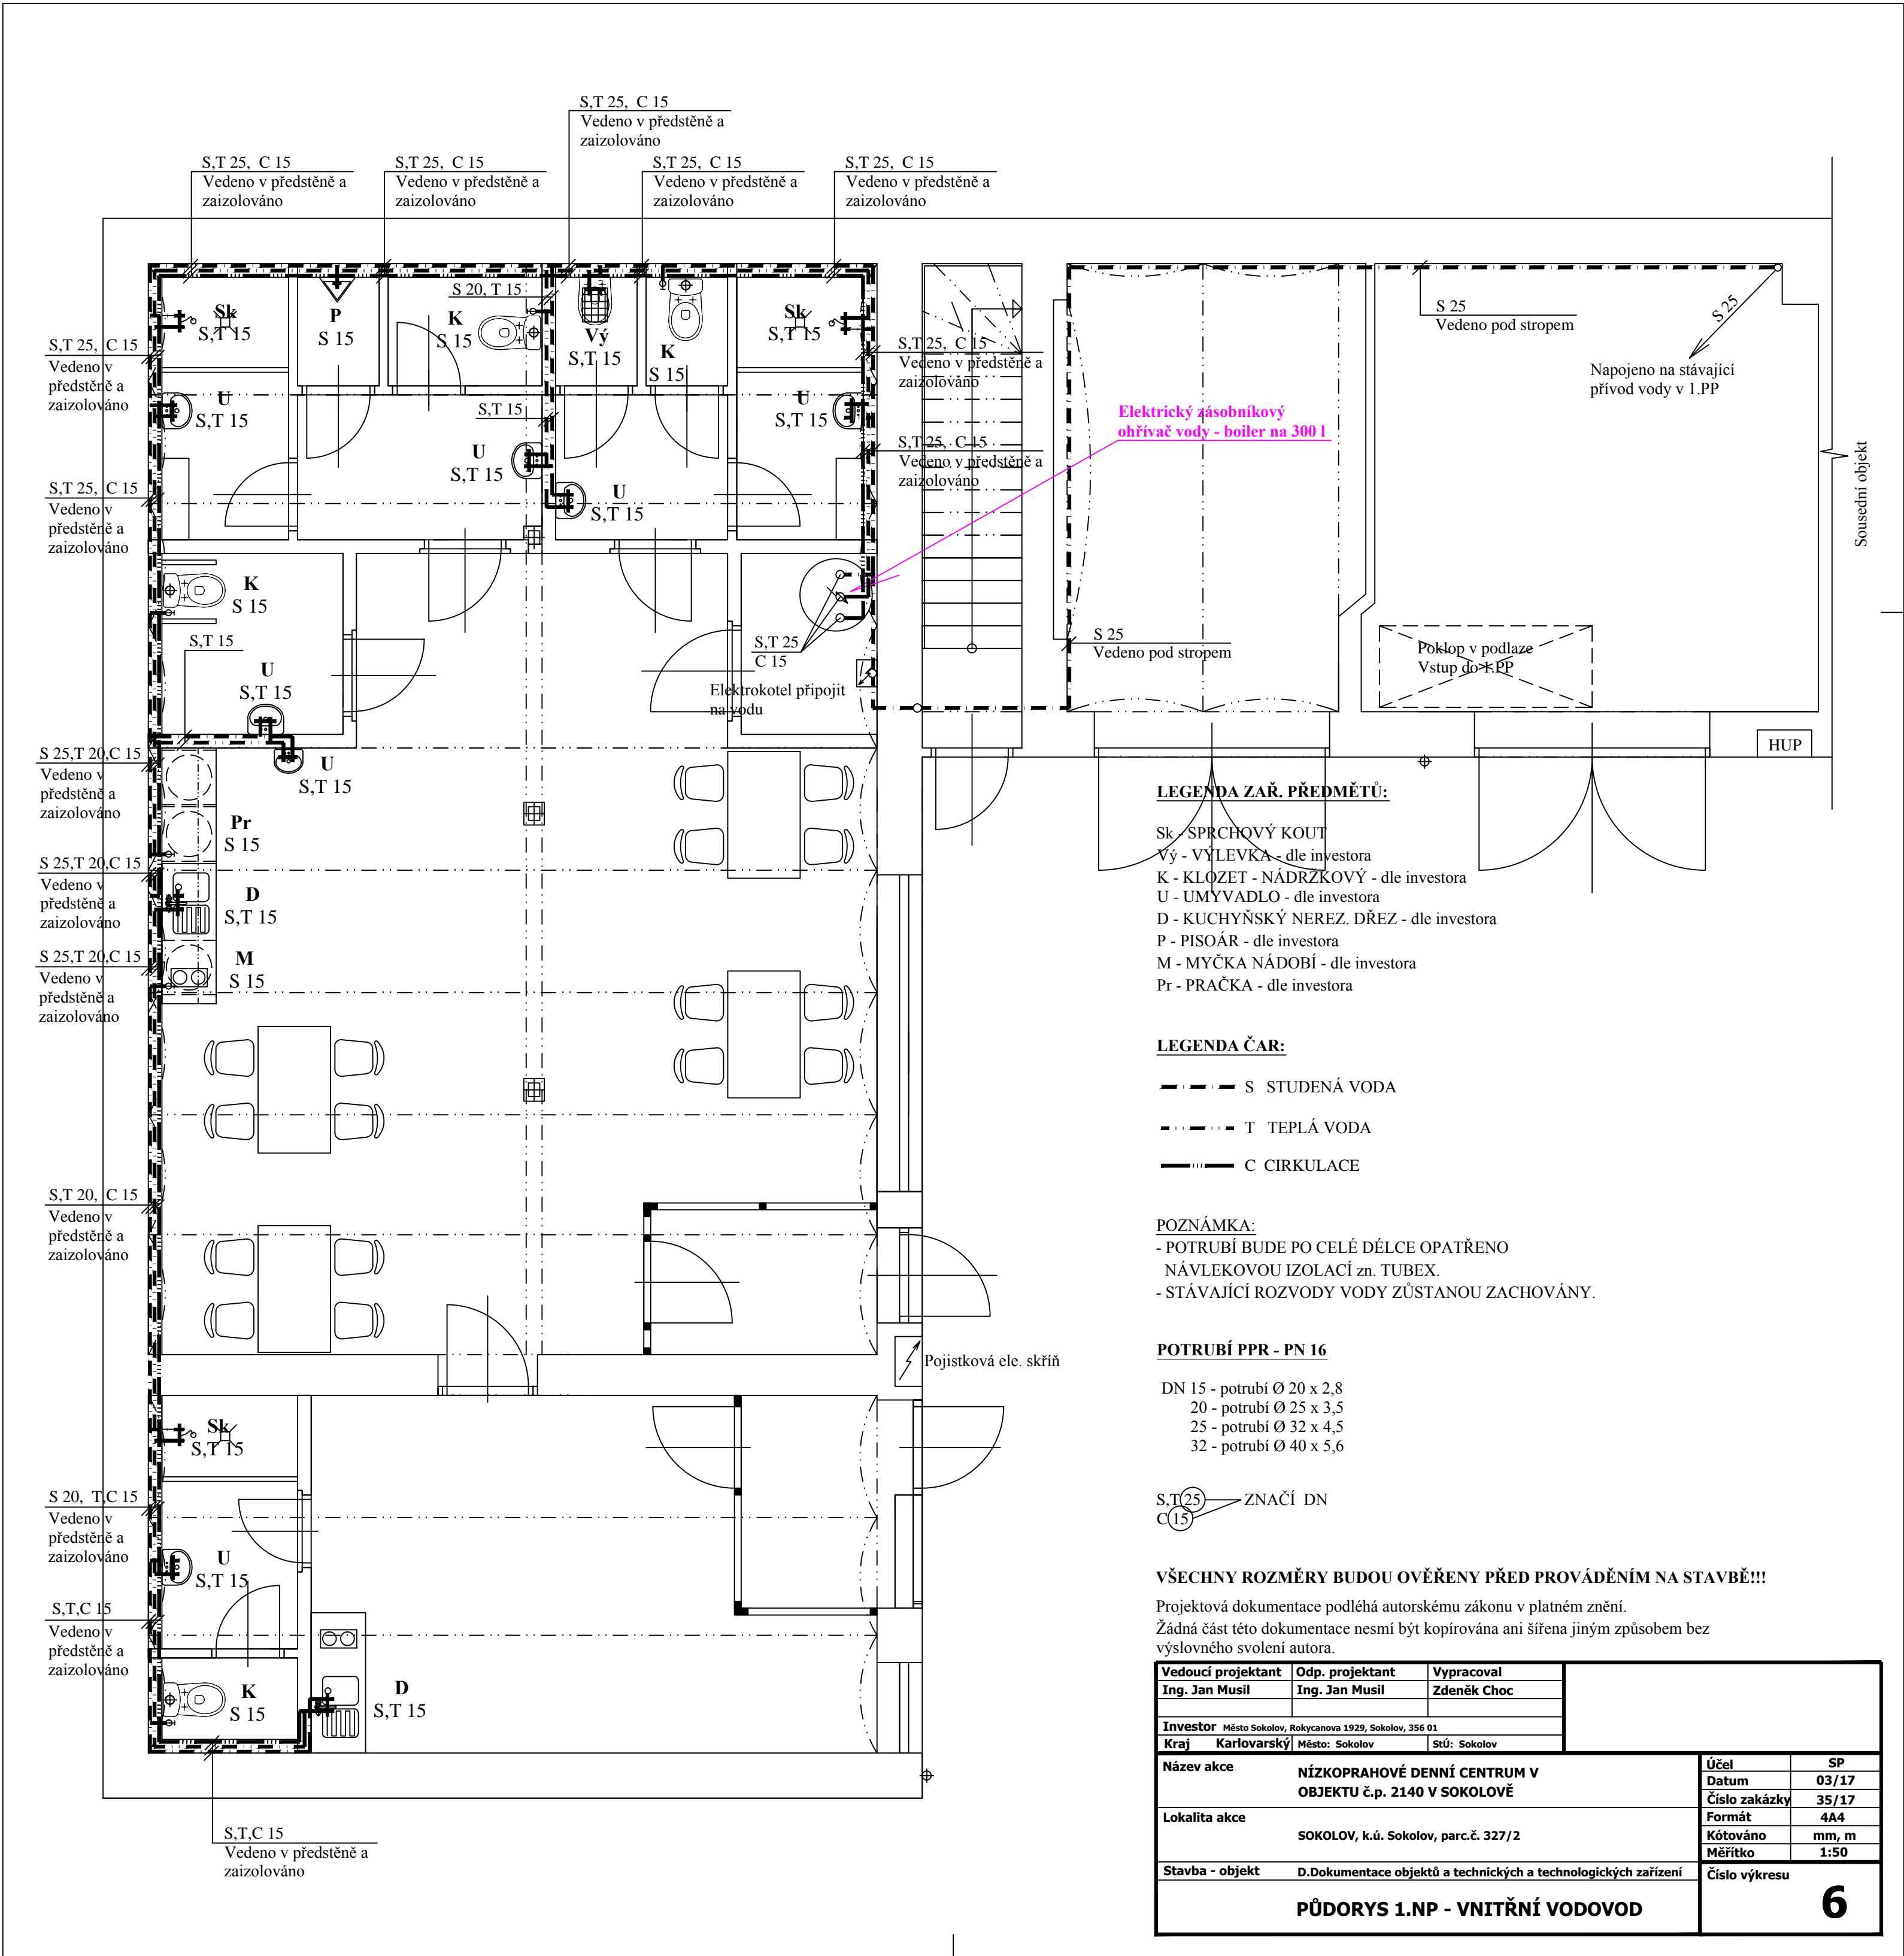 S,T 25, C 15
Vedeno v předstěně a
zaizolováno
S,T 25, C 15
Vedeno v předstěně a
zaizolováno
S,T 25, C 15
Vedeno v předstěně a
zaizolováno
S,T 25, C 15
Vedeno v předstěně a
zaizolováno
S,T 25, C 15
Vedeno v předstěně a
zaizolováno
Sk
S,T 15
P
S 15
S 20, T 15
K
S 15
Vý
S,T 15
K
S 15
Sk
S,T 15
S 25
Vedeno pod stropem
S 25
Napojeno na stávající
přívod vody v 1.PP
S,T 25, C 15
Vedeno v
předstěně a
zaizolováno
S,T 25, C 15
Vedeno v předstěně a
zaizolováno
U
S,T 15
S,T 15
U
S,T 15
U
S,T 15
U
S,T 15
Elektrický zásobníkový
ohřívač vody - boiler na 300 l
S,T 25, C 15
Vedeno v předstěně a
zaizolováno
Sousední objekt
S,T 25, C 15
Vedeno v
předstěně a
zaizolováno
K
S 15
S,T 15
U
S,T 15
S,T 25
C 15
Elektrokotel připojit
na vodu
S 25
Vedeno pod stropem
Poklop v podlaze
Vstup do 1.PP
HUP
S 25,T 20,C 15
Vedeno v
předstěně a
zaizolováno
U
S,T 15
Pr
S 15
S 25,T 20,C 15
Vedeno v
předstěně a
zaizolováno
D
S,T 15
S 25,T 20,C 15
Vedeno v
předstěně a
zaizolováno
M
S 15
S,T 20, C 15
Vedeno v
předstěně a
zaizolováno
Pojistková ele. skříň
Sk
S,T 15
S 20, T,C 15
Vedeno v
předstěně a
zaizolováno
U
S,T 15
S,T,C 15
Vedeno v
předstěně a
zaizolováno
K
S 15
D
S,T 15
S,T,C 15
Vedeno v předstěně a
zaizolováno
LEGENDA ZAŘ. PŘEDMĚTŮ:
Sk - SPRCHOVÝ KOUT
Vý - VÝLEVKA - dle investora
K - KLOZET - NÁDRŽKOVÝ - dle investora
U - UMYVADLO - dle investora
D - KUCHYŇSKÝ NEREZ. DŘEZ - dle investora
P - PISOÁR - dle investora
M - MYČKA NÁDOBÍ - dle investora
Pr - PRAČKA - dle investora
LEGENDA ČAR:
S STUDENÁ VODA
T TEPLÁ VODA
C CIRKULACE
POZNÁMKA:
- POTRUBÍ BUDE PO CELÉ DÉLCE OPATŘENO
NÁVLEKOVOU IZOLACÍ zn. TUBEX.
- STÁVAJÍCÍ ROZVODY VODY ZŮSTANOU ZACHOVÁNY.
POTRUBÍ PPR - PN 16
DN 15 - potrubí Ø 20 x 2,8
20 - potrubí Ø 25 x 3,5
25 - potrubí Ø 32 x 4,5
32 - potrubí Ø 40 x 5,6
S,T 25 ZNAČÍ DN
C 15
VŠECHNY ROZMĚRY BUDOU OVĚŘENY PŘED PROVÁDĚNÍM NA STAVBĚ!!!
Projektová dokumentace podléhá autorskému zákonu v platném znění.
Žádná část této dokumentace nesmí být kopírována ani šířena jiným způsobem bez
výslovného svolení autora.
Vedoucí projektant Odp. projektant Vypracoval
Ing. Jan Musil Ing. Jan Musil Zdeněk Choc
Investor Město Sokolov, Rokycanova 1929, Sokolov, 356 01
Kraj Karlovarský Město: Sokolov StÚ: Sokolov
Název akce NÍZKOPRAHOVÉ DENNÍ CENTRUM V
OBJEKTU č.p. 2140 V SOKOLOVĚ
Účel SP
Datum 03/17
Číslo zakázky 35/17
Lokalita akce
SOKOLOV, k.ú. Sokolov, parc.č. 327/2
Formát 4A4
Kótováno mm, m
Měřítko 1:50
Stavba - objekt D.Dokumentace objektů a technických a technologických zařízení
Číslo výkresu
6
PŮDORYS 1.NP - VNITŘNÍ VODOVOD